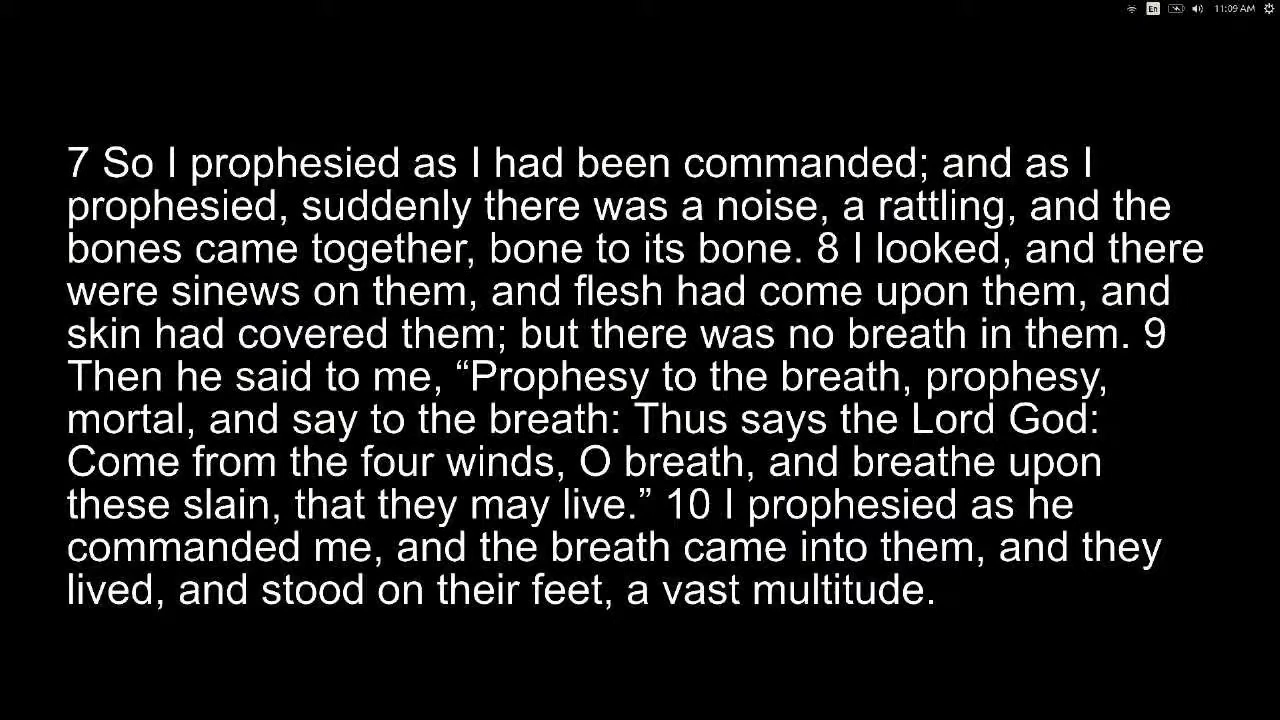 En 11:09 AM
7 So I prophesied as I had been commanded; and as I
prophesied, suddenly there was a noise, a rattling, and the
bones came together, bone to its bone. 8 I looked, and there
were sinews on them, and flesh had come upon them, and
skin had covered them; but there was no breath in them. 9
Then he said to me, “Prophesy to the breath, prophesy,
mortal, and say to the breath: Thus says the Lord God:
Come from the four winds, O breath, and breathe upon
these slain, that they may live.” 10 I prophesied as he
commanded me, and the breath came into them, and they
lived, and stood on their feet, a vast multitude.